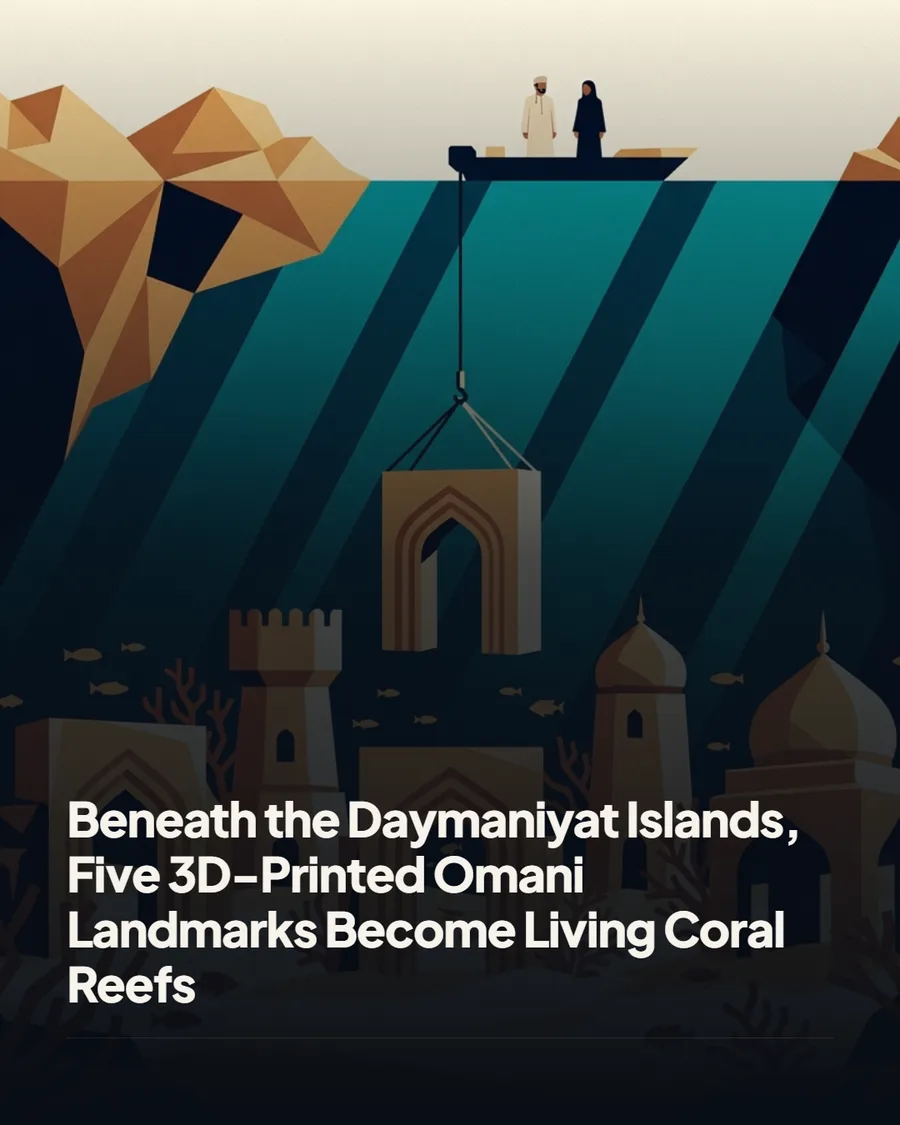 Beneath the Daymaniyat Islands,
Five 3D–Printed Omani
Landmarks Become Living Coral
Reefs